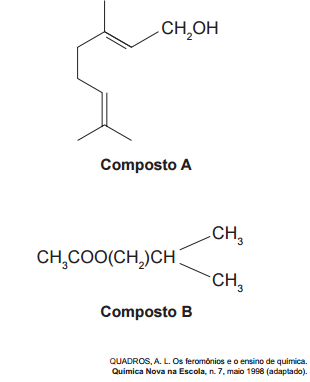 CH₂OH
Composto A
CH₃
CH₃COO(CH₂)CH
CH₃
Composto B
QUADROS, A. L. Os feromônios e o ensino de química.
Química Nova na Escola, n. 7, maio 1998 (adaptado).